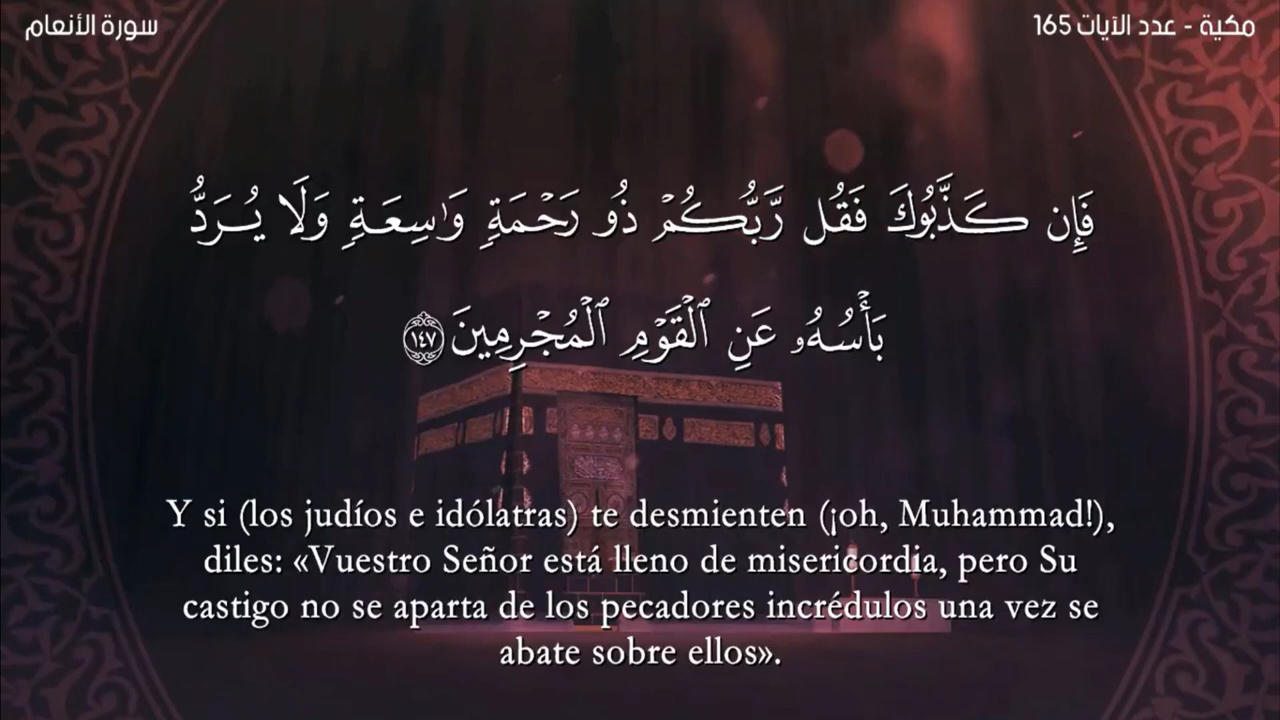 سورة الأنعام
مكية - عدد الآيات 165
فَإِن كَذَّبُوكَ فَقُل رَّبُّكُمْ ذُو رَحْمَةٍ وَٰسِعَةٍ وَلَا يُرَدُّ
بَأْسُهُۥ عَنِ ٱلْقَوْمِ ٱلْمُجْرِمِينَ ١٤٧
Y si (los judíos e idólatras) te desmienten (¡oh, Muhammad!),
diles: «Vuestro Señor está lleno de misericordia, pero Su
castigo no se aparta de los pecadores incrédulos una vez se
abate sobre ellos».